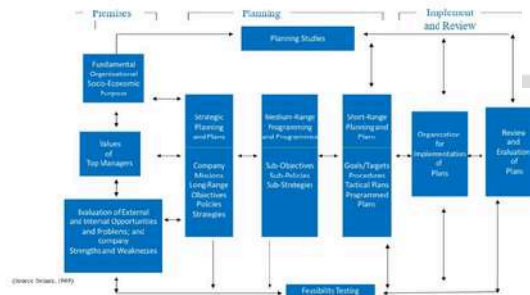 Premises
Planning
Implement
and Review
Planning Studies
Fundamental
Organizational
Socio-Economic
Purpose
Values
of
Top Managers
Evaluation of External
and Internal Opportunities
and Problems; and
company
Strengths and Weaknesses
Strategic
Planning
and Plans
Company
Missions
Long-Range
Objectives
Policies
Strategies
Medium-Range
Programming
and Programme
Sub-Objectives
Sub-Policies
Sub-Strategies
Short-Range
Planning and
Plans
Goals/Targets
Procedures
Tactical Plans
Programmed
Plans
Organization
for
Implementation
of
Plans
Review
and
Evaluation
of
Plans
Feasibility Testing